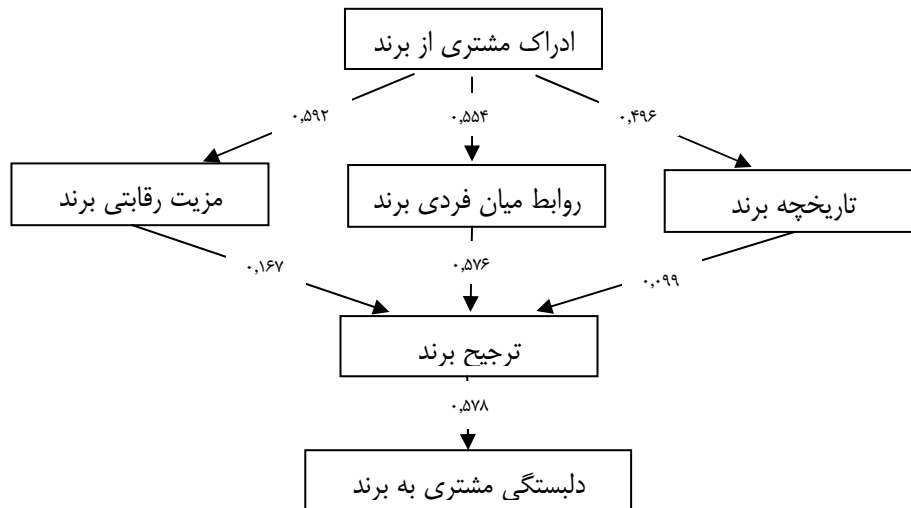 ادراک مشتری از برند
۰,۴۹۶
۰,۵۵۴
۰,۵۹۲
تاریخچه برند
روابط میان فردی برند
مزیت رقابتی برند
۰,۰۹۹
۰,۵۷۶
۰,۱۶۷
ترجیح برند
۰,۵۷۸
دلبستگی مشتری به برند